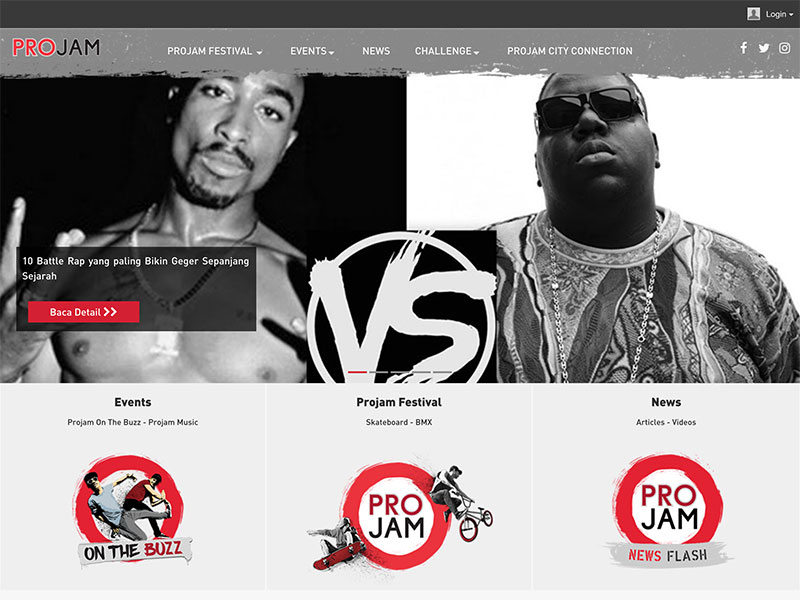 Login
PROJAM
PROJAM FESTIVAL
EVENTS
NEWS
CHALLENGE
PROJAM CITY CONNECTION
VS
10 Battle Rap yang paling Bikin Geger Sepanjang
Sejarah
Baca Detail
Events
Projam On The Buzz - Projam Music
ON THE BUZZ
Projam Festival
Skateboard - BMX
PRO
JAM
News
Articles - Videos
PRO
JAM
NEWS FLASH